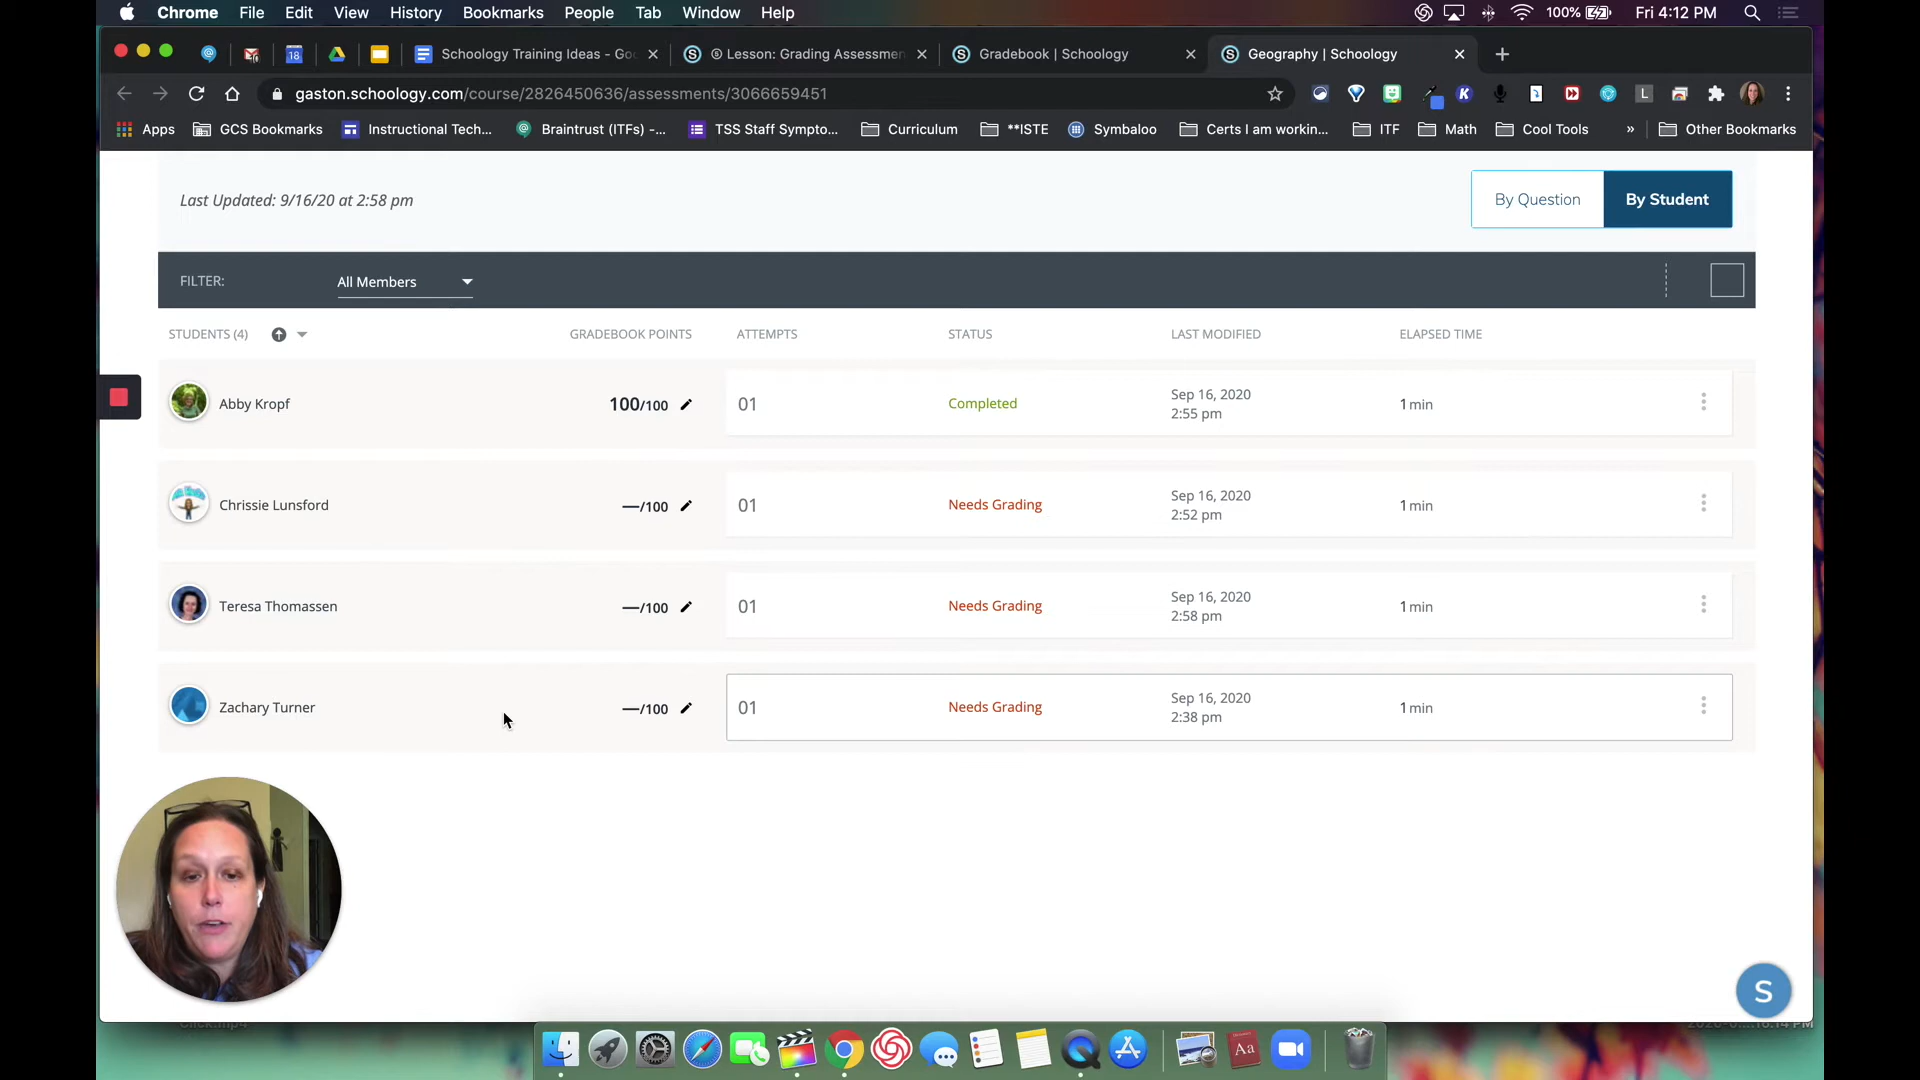 Chrome File Edit View History Bookmarks People Tab Window Help 100% Fri 4:12 PM
18 Schoology Training Ideas - Go Lesson: Grading Assessmen Gradebook | Schoology Geography | Schoology
gaston.schoology.com/course/2826450636/assessments/3066659451
Apps GCS Bookmarks Instructional Tech... Braintrust (ITFs) -... TSS Staff Sympto... Curriculum **ISTE Symbaloo Certs I am workin... ITF Math Cool Tools » Other Bookmarks
Last Updated: 9/16/20 at 2:58 pm
By Question By Student
FILTER: All Members
STUDENTS (4) GRADEBOOK POINTS ATTEMPTS STATUS LAST MODIFIED ELAPSED TIME
Abby Kropf 100/100 01 Completed Sep 16, 2020 1 min
2:55 pm
Chrissie Lunsford —/100 01 Needs Grading Sep 16, 2020 1 min
2:52 pm
Teresa Thomassen —/100 01 Needs Grading Sep 16, 2020 1 min
2:58 pm
Zachary Turner —/100 01 Needs Grading Sep 16, 2020 1 min
2:38 pm
S
Aa